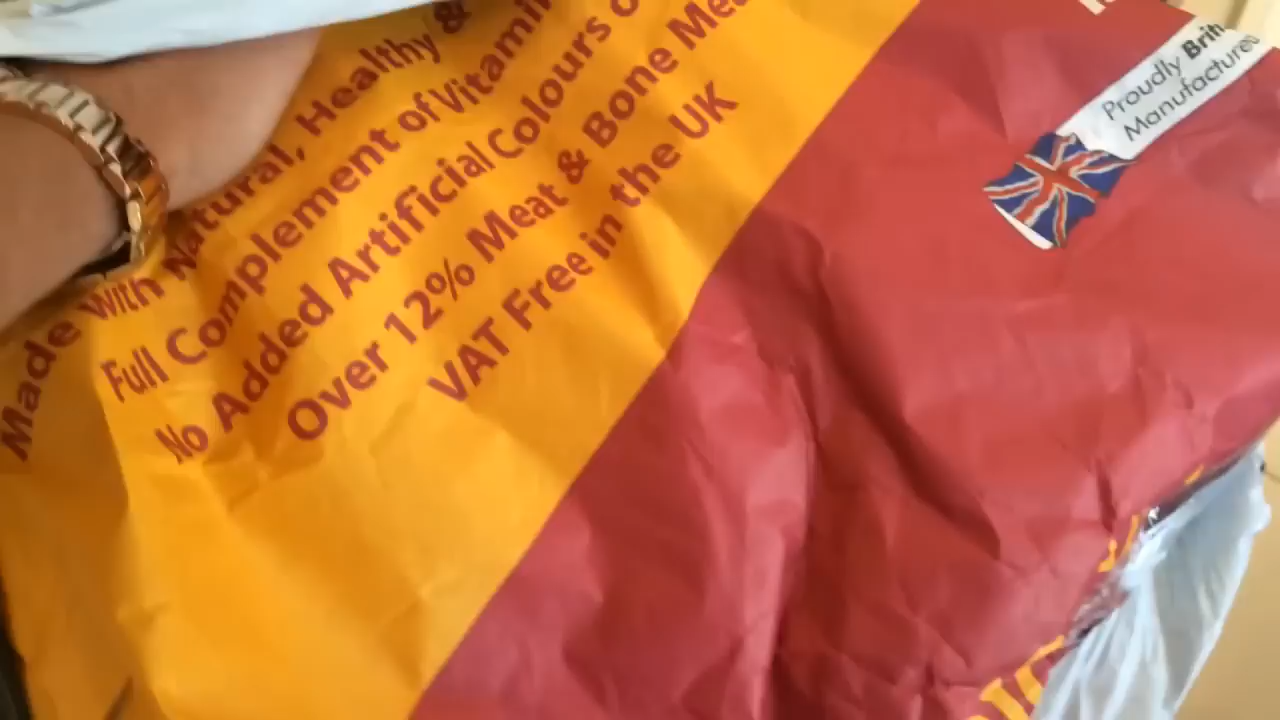 Made with Natural, Healthy &
Full Complement of Vitamin
No Added Artificial Colours o
Over 12% Meat & Bone Mea
VAT Free in the UK
Proudly Brit
Manufactured